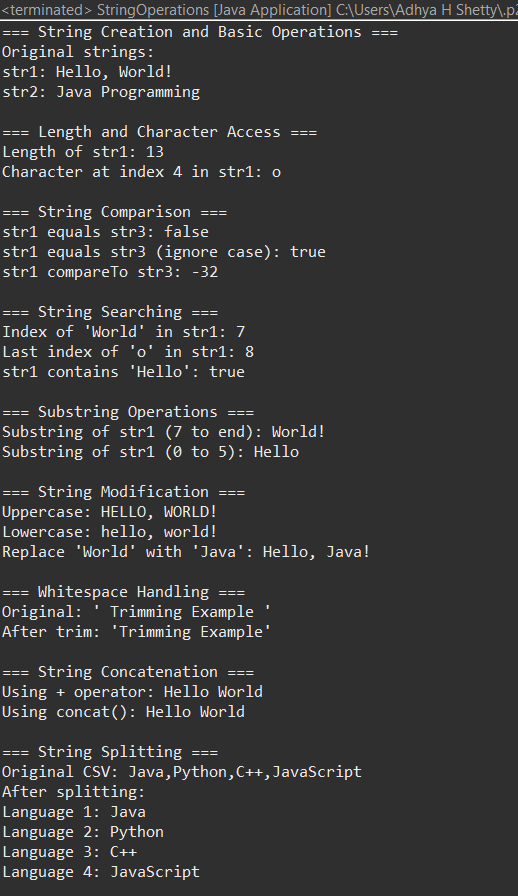 <terminated> StringOperations [Java Application] C:\Users\Adhya H Shetty\.p2
=== String Creation and Basic Operations ===
Original strings:
str1: Hello, World!
str2: Java Programming
=== Length and Character Access ===
Length of str1: 13
Character at index 4 in str1: o
=== String Comparison ===
str1 equals str3: false
str1 equals str3 (ignore case): true
str1 compareTo str3: -32
=== String Searching ===
Index of 'World' in str1: 7
Last index of 'o' in str1: 8
str1 contains 'Hello': true
=== Substring Operations ===
Substring of str1 (7 to end): World!
Substring of str1 (0 to 5): Hello
=== String Modification ===
Uppercase: HELLO, WORLD!
Lowercase: hello, world!
Replace 'World' with 'Java': Hello, Java!
=== Whitespace Handling ===
Original: ' Trimming Example '
After trim: 'Trimming Example'
=== String Concatenation ===
Using + operator: Hello World
Using concat(): Hello World
=== String Splitting ===
Original CSV: Java,Python,C++,JavaScript
After splitting:
Language 1: Java
Language 2: Python
Language 3: C++
Language 4: JavaScript